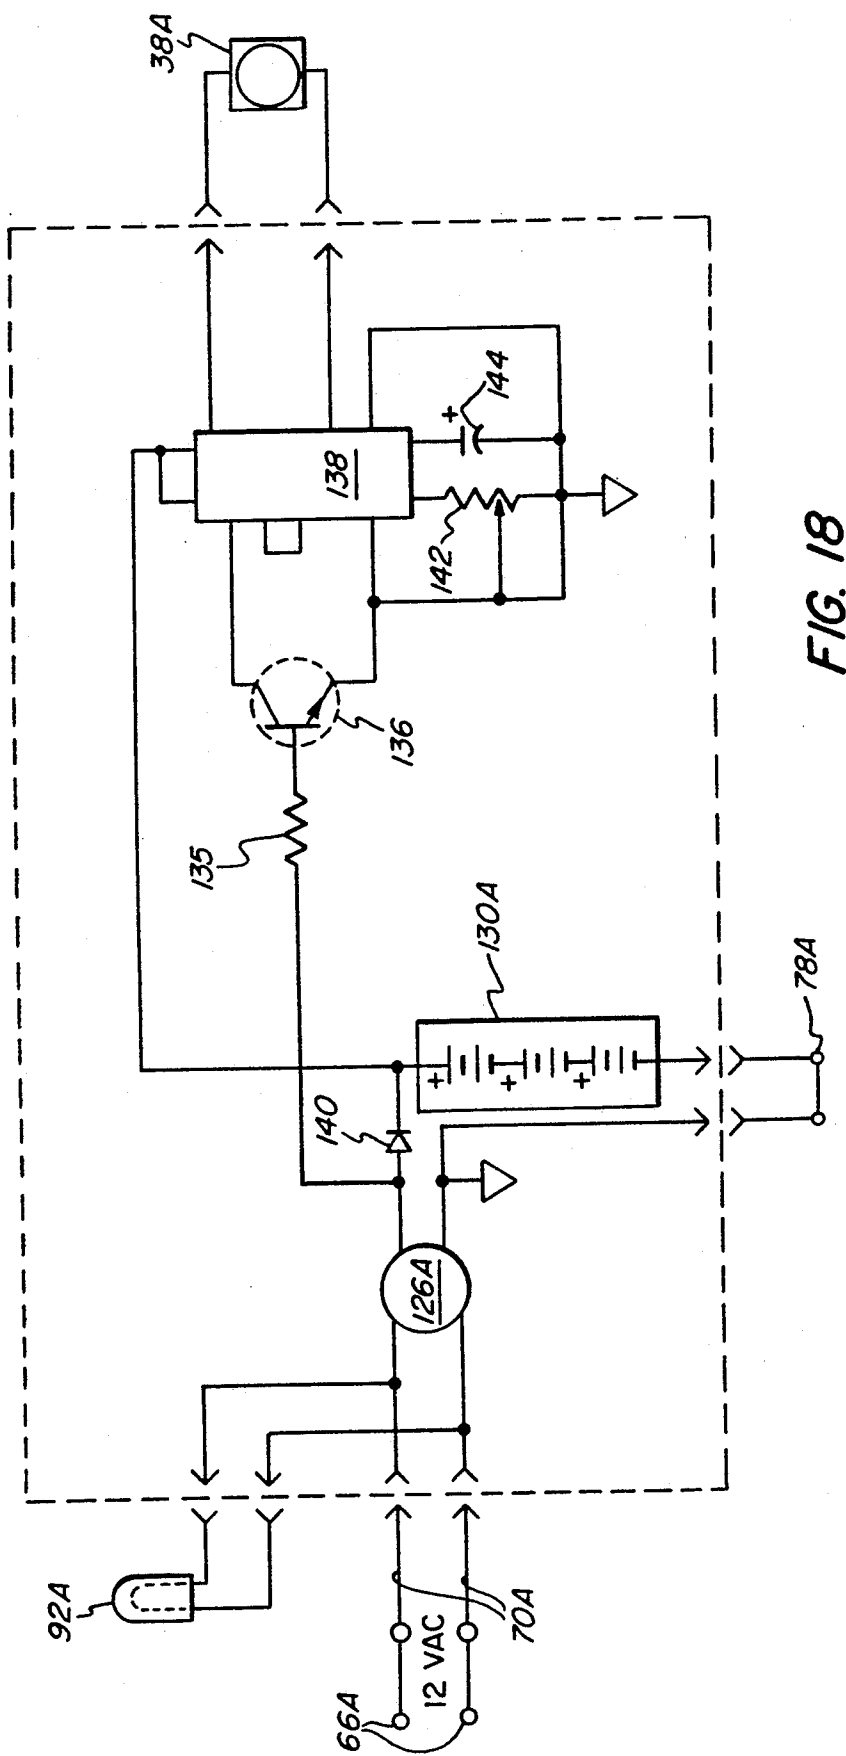 38A
138
+
144
142
136
135
130A
+
+
+
140
78A
126A
92A
70A
12 VAC
66A
FIG. 18